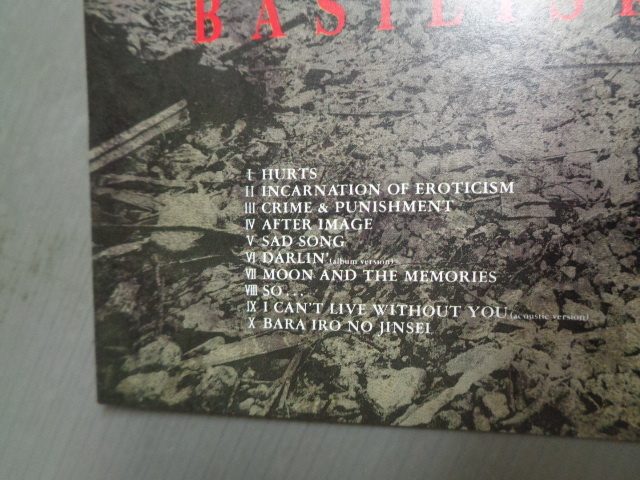 I HURTS
II INCARNATION OF EROTICISM
III CRIME & PUNISHMENT
IV AFTER IMAGE
V SAD SONG
VI DARLIN' (album version)
VII MOON AND THE MEMORIES
VIII SO...
IX I CAN'T LIVE WITHOUT YOU (acoustic version)
X BARA IRO NO JINSEI